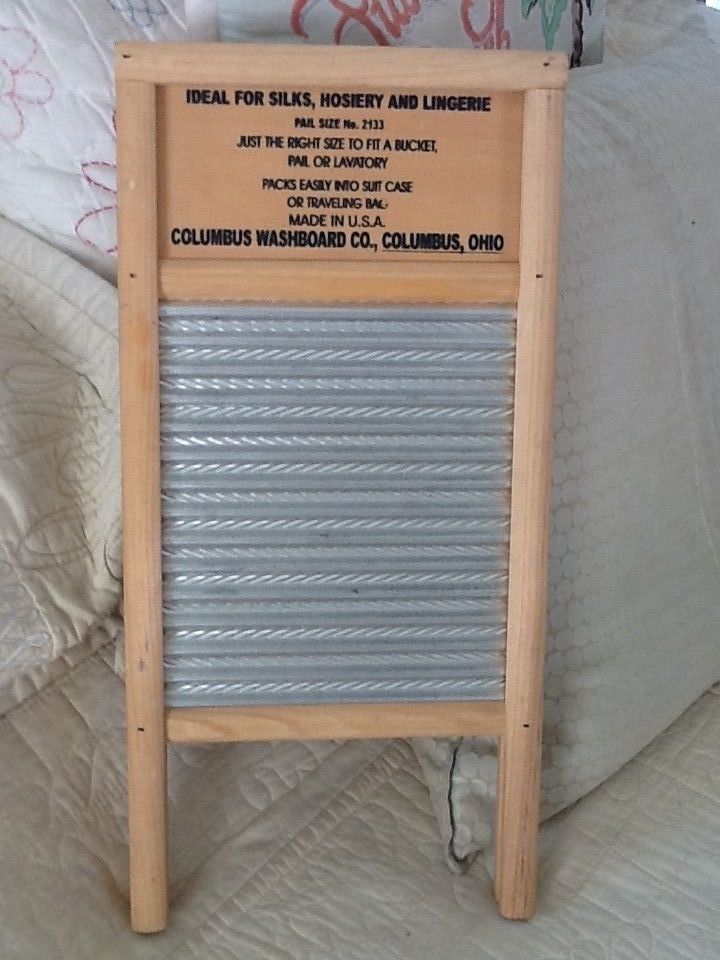 IDEAL FOR SILKS, HOSIERY AND LINGERIE
PAIL SIZE No. 2133
JUST THE RIGHT SIZE TO FIT A BUCKET,
PAIL OR LAVATORY
PACKS EASILY INTO SUIT CASE
OR TRAVELING BAG
MADE IN U.S.A.
COLUMBUS WASHBOARD CO., COLUMBUS, OHIO